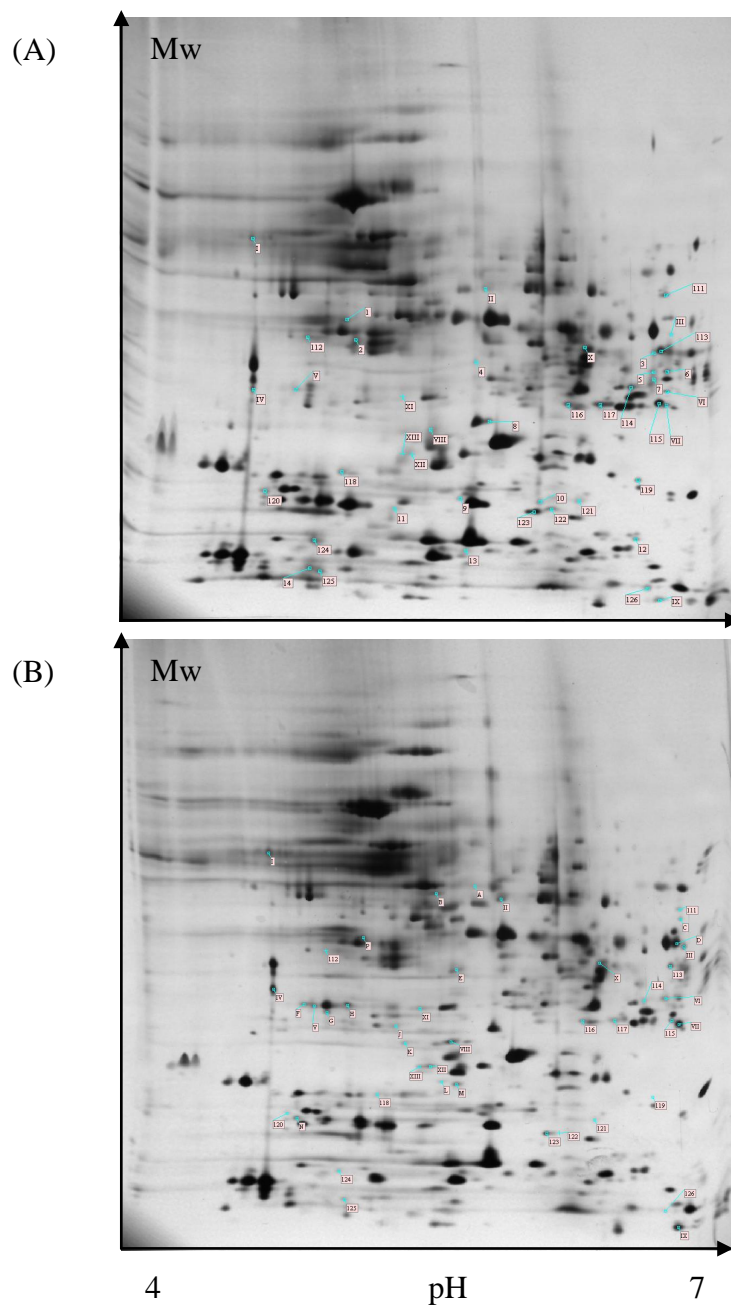 (A)
Mw
I
II
111
1
III
112
2
X
113
3
4
5
6
V
7
IV
XI
VI
116
117
114
115
VII
8
VIII
XIII
XII
118
119
120
9
10
11
123
122
121
124
12
13
14
125
126
IX
(B)
Mw
I
A
B
II
111
C
P
D
112
III
E
X
113
IV
114
VI
F
V
G
H
XI
116
117
115
VII
J
K
VIII
XIII
XII
L
M
118
119
120
N
121
123
122
124
125
126
IX
4 pH 7